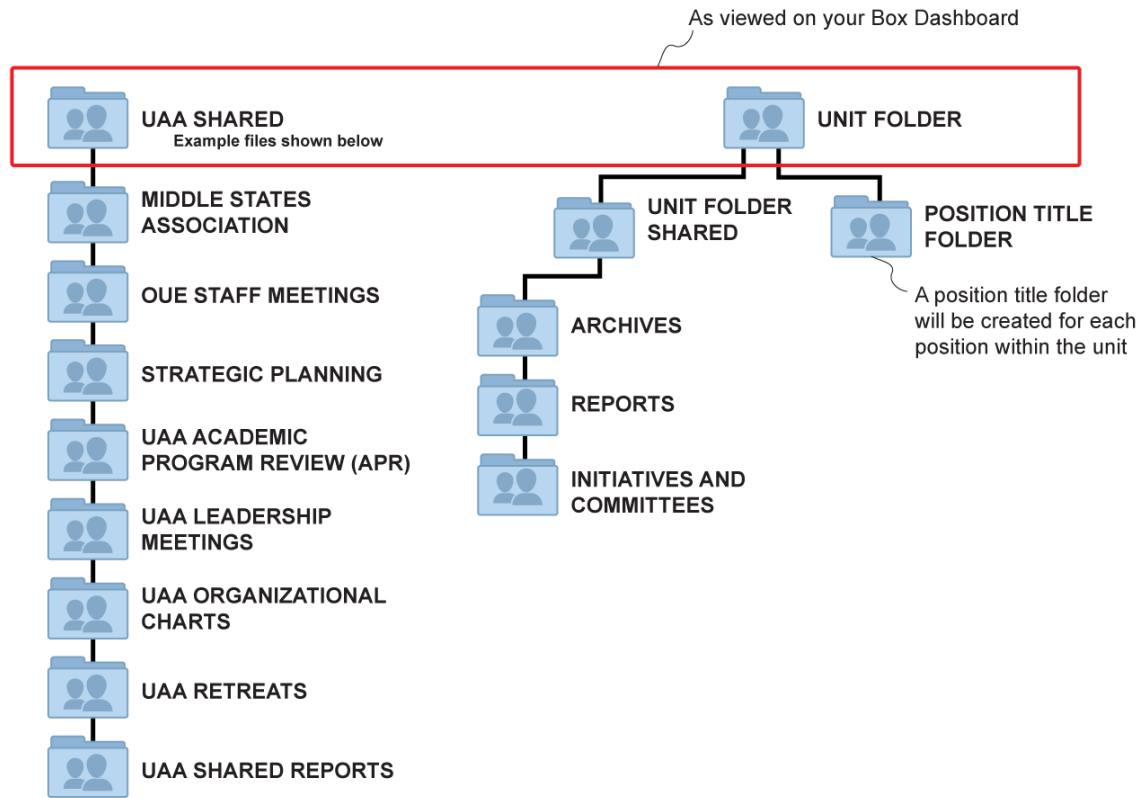 As viewed on your Box Dashboard
UAA SHARED
Example files shown below
UNIT FOLDER
MIDDLE STATES
ASSOCIATION
OUE STAFF MEETINGS
STRATEGIC PLANNING
UAA ACADEMIC
PROGRAM REVIEW (APR)
UAA LEADERSHIP
MEETINGS
UAA ORGANIZATIONAL
CHARTS
UAA RETREATS
UAA SHARED REPORTS
UNIT FOLDER
SHARED
ARCHIVES
REPORTS
INITIATIVES AND
COMMITTEES
POSITION TITLE
FOLDER
A position title folder
will be created for each
position within the unit